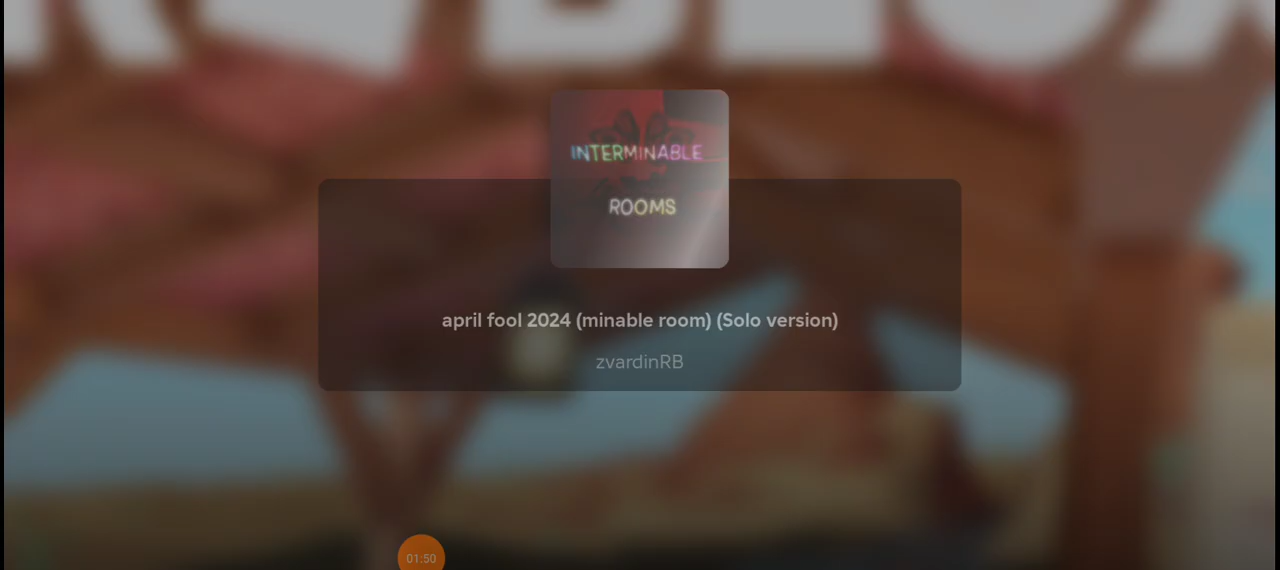 INTERMINABLE
ROOMS
april fool 2024 (minable room) (Solo version)
zvardinRB
01:50